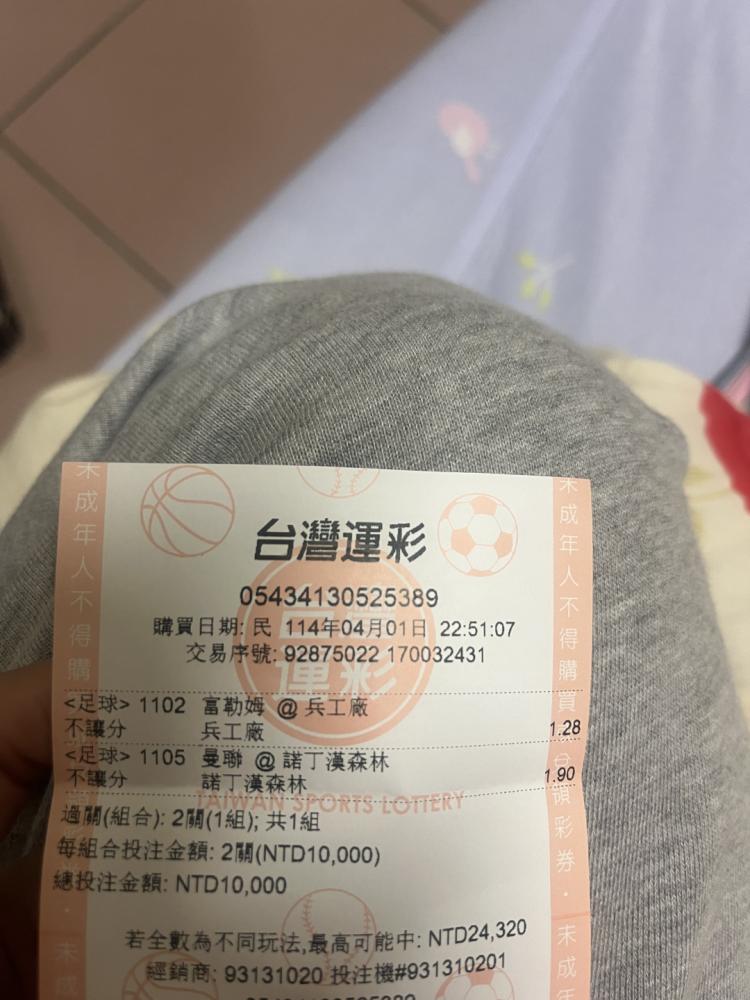 台灣運彩
05434130525389
購買日期: 民 114年04月01日 22:51:07
交易序號: 92875022 170032431
<足球> 1102 富勒姆 @ 兵工廠
不讓分 兵工廠 1.28
<足球> 1105 曼聯 @ 諾丁漢森林
不讓分 諾丁漢森林 1.90
TAIWAN SPORTS LOTTERY
過關(組合): 2關(1組); 共1組
每組合投注金額: 2關(NTD10,000)
總投注金額: NTD10,000
若全數為不同玩法,最高可能中: NTD24,320
經銷商: 93131020 投注機#931310201
未成年人不得購
未成年人不得購買
領彩券.未成